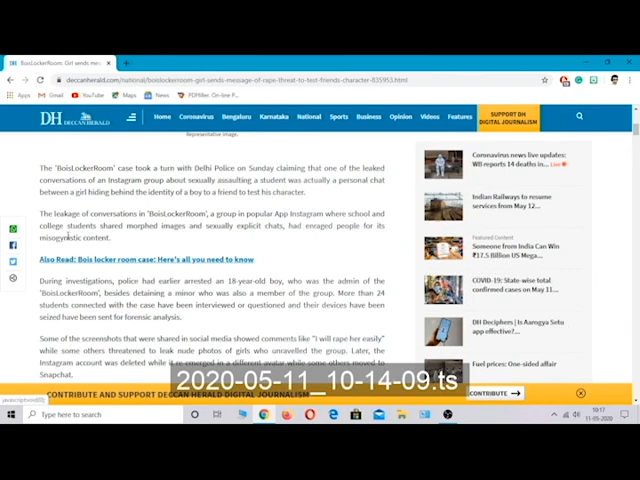 BoisLockerRoom: Girl sends mess
deccanherald.com/national/boislockerroom-girl-sends-message-of-rape-threat-to-test-friends-character-835953.html
Apps Gmail YouTube Maps News PDFfiller. On-line P...
DH DECCAN HERALD Home Coronavirus Bengaluru Karnataka National Sports Business Opinion Videos Features
SUPPORT DH
DIGITAL JOURNALISM
Representative image.
The 'BoisLockerRoom' case took a turn with Delhi Police on Sunday claiming that one of the leaked
conversations of an Instagram group about sexually assaulting a student was actually a personal chat
between a girl hiding behind the identity of a boy to a friend to test his character.
The leakage of conversations in 'BoisLockerRoom', a group in popular App Instagram where school and
college students shared morphed images and sexually explicit chats, had enraged people for its
misogynistic content.
Also Read: Bois locker room case: Here's all you need to know
During investigations, police had earlier arrested an 18-year-old boy, who was the admin of the
'BoisLockerRoom', besides detaining a minor who was also a member of the group. More than 24
students connected with the case have been interviewed or questioned and their devices have been
seized have been sent for forensic analysis.
Some of the screenshots that were shared in social media showed comments like "I will rape her easily"
while some others threatened to leak nude photos of girls who unravelled the group. Later, the
Instagram account was deleted while it re-emerged in a different avatar while some others moved to
Snapchat.
Coronavirus news live updates:
WB reports 14 deaths in... Live
Indian Railways to resume
services from May 12...
Featured
Someone from India Can Win
₹17.5 Billion US Mega...
COVID-19: State-wise total
confirmed cases on May 11...
DH Deciphers | Is Aarogya Setu
app effective?...
Fuel prices: One-sided affair
2020-05-11_10-14-09.ts
CONTRIBUTE AND SUPPORT DECCAN HERALD DIGITAL JOURNALISM
CONTRIBUTE
javascript:void(0);
Type here to search
10:17
11-05-2020